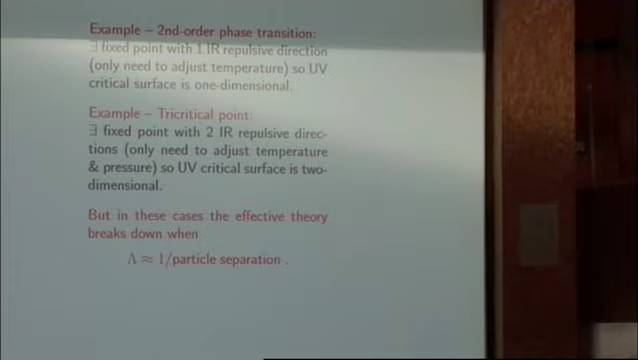 Example – 2nd-order phase transition:
∃ fixed point with 1 IR repulsive direction
(only need to adjust temperature) so UV
critical surface is one-dimensional.
Example – Tricritical point:
∃ fixed point with 2 IR repulsive direc-
tions (only need to adjust temperature
& pressure) so UV critical surface is two-
dimensional.
But in these cases the effective theory
breaks down when
Λ ≈ 1/particle separation .